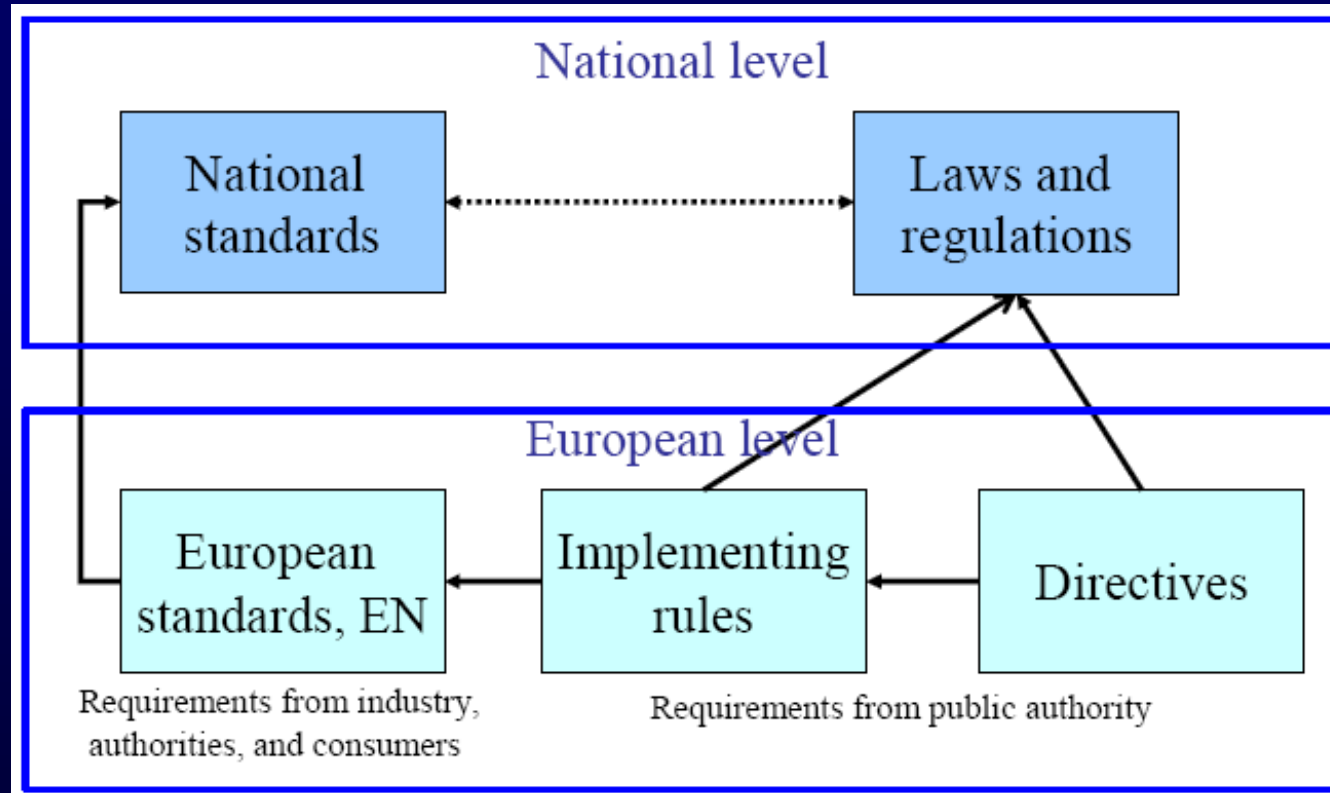 National level
National
standards
Laws and
regulations
European level
European
standards, EN
Implementing
rules
Directives
Requirements from industry,
authorities, and consumers
Requirements from public authority